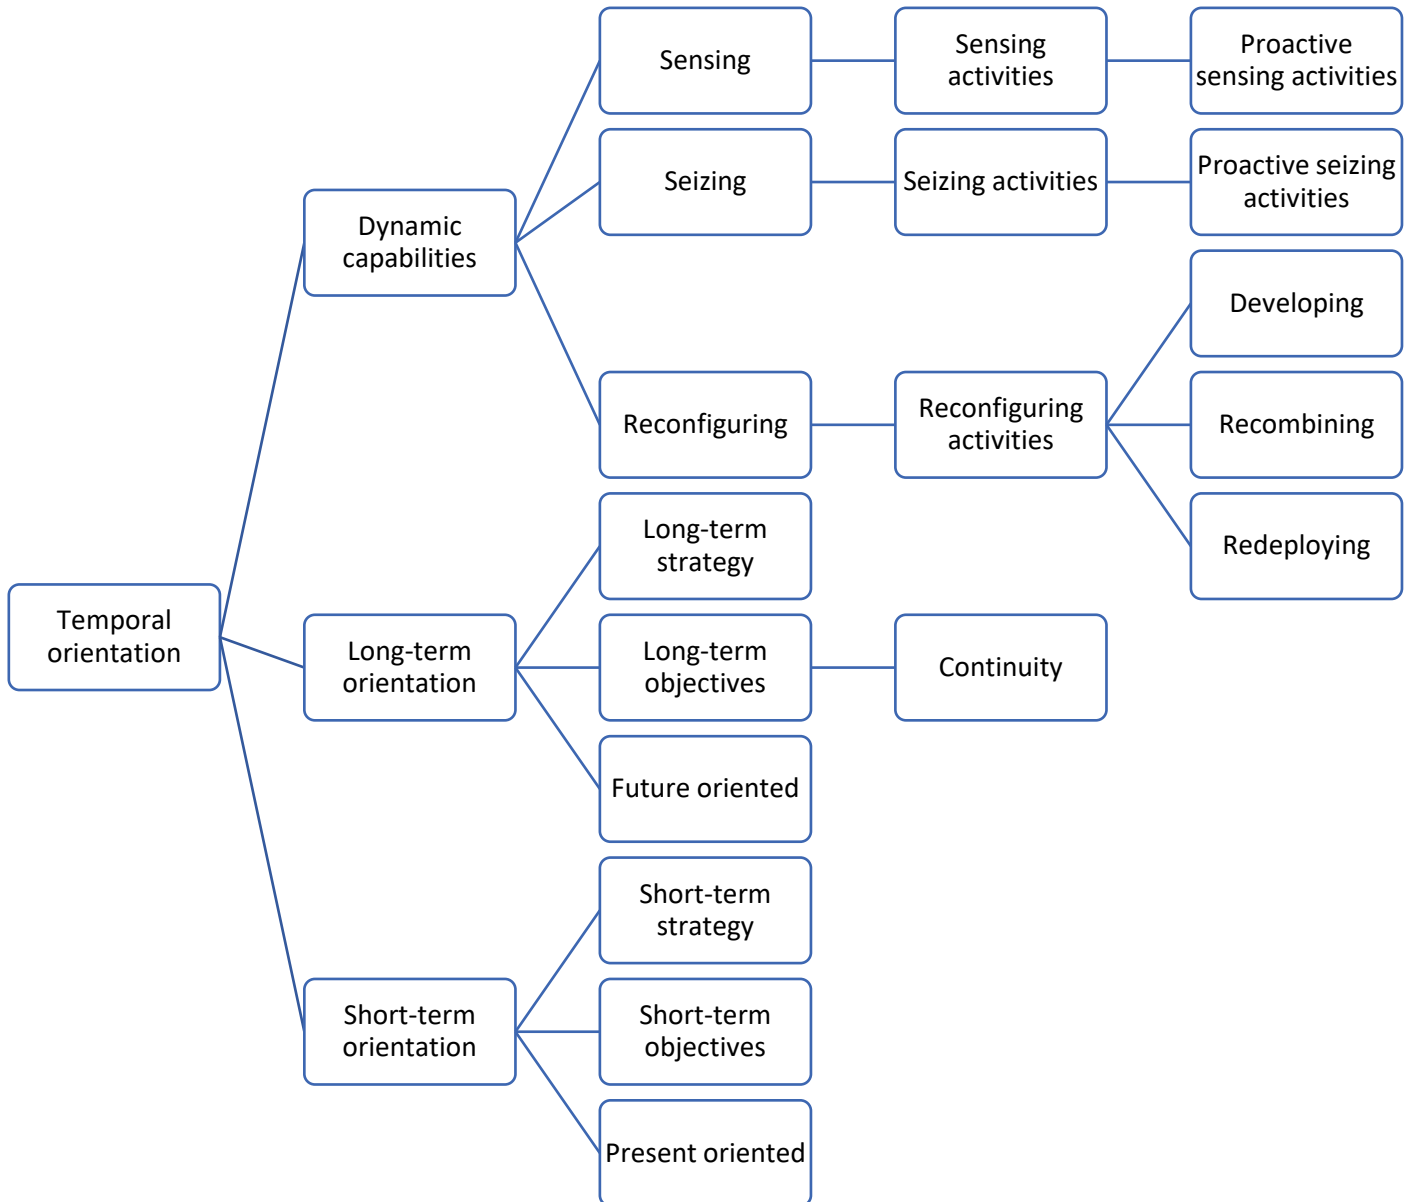 Temporal
orientation
Dynamic
capabilities
Sensing
Sensing
activities
Proactive
sensing activities
Seizing
Seizing activities
Proactive seizing
activities
Reconfiguring
Reconfiguring
activities
Developing
Recombining
Redeploying
Long-term
orientation
Long-term
strategy
Long-term
objectives
Continuity
Future oriented
Short-term
orientation
Short-term
strategy
Short-term
objectives
Present oriented